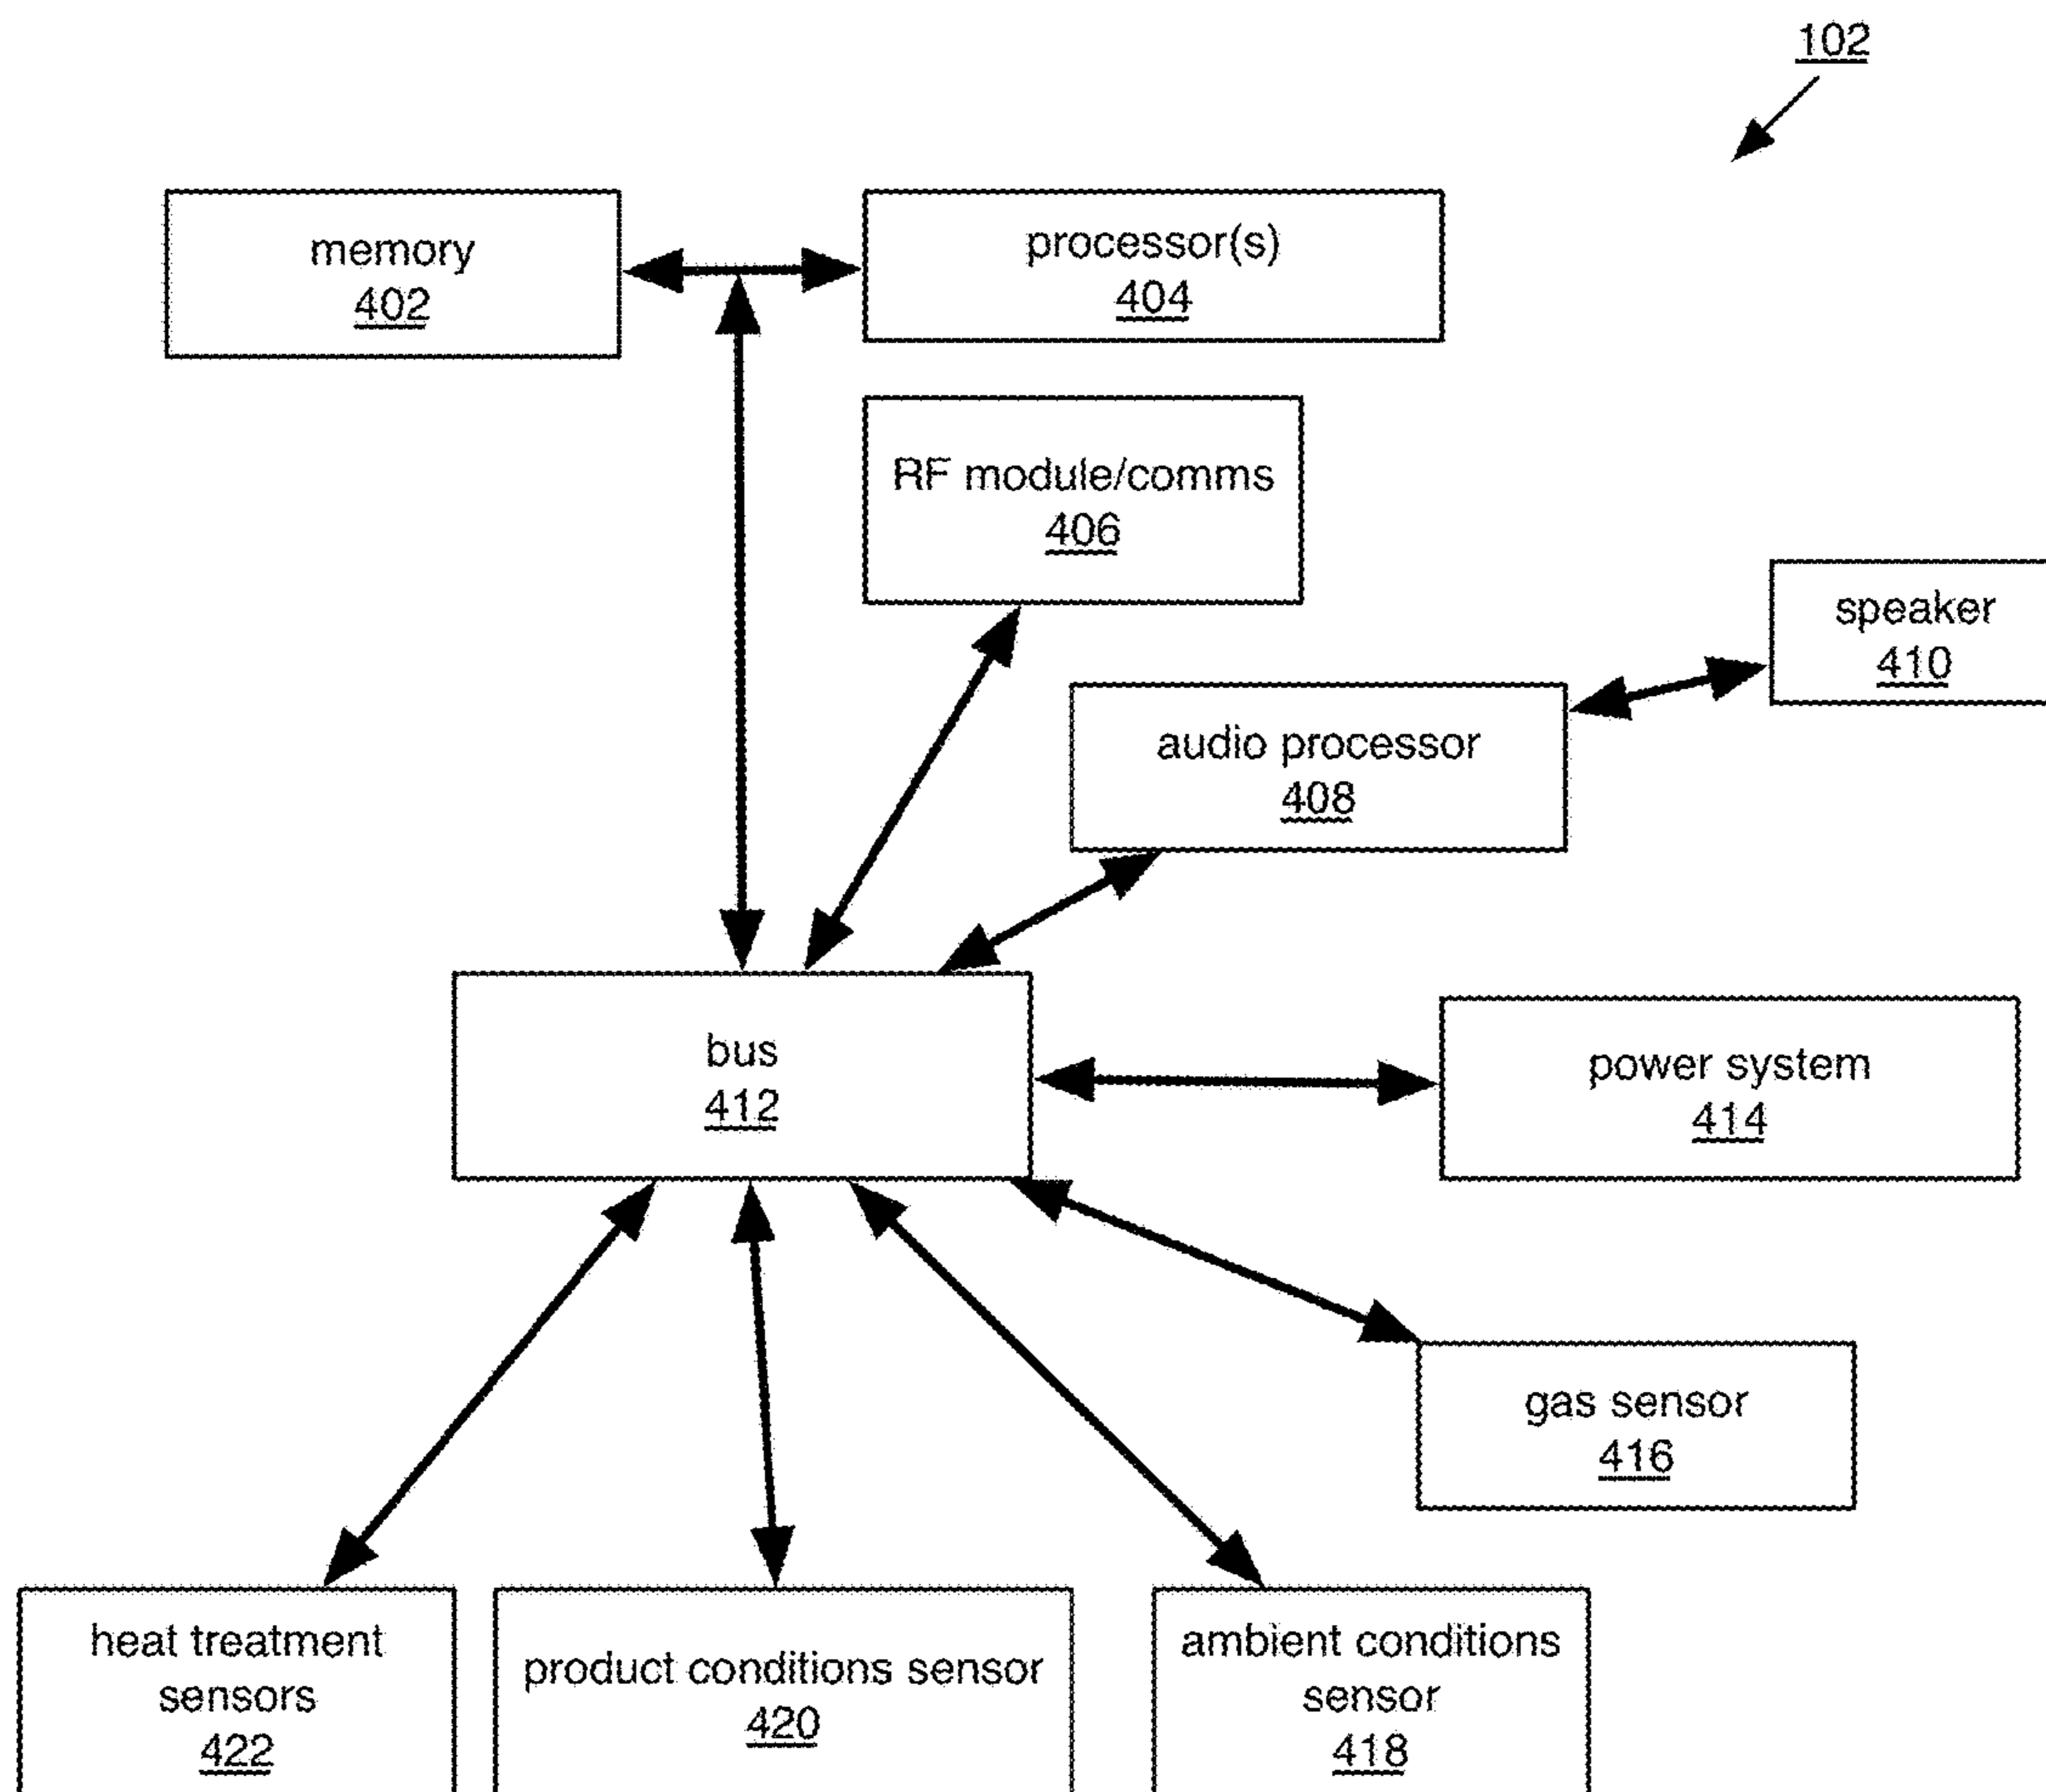 102
memory
402
processor(s)
404
RF module/comms
406
speaker
410
audio processor
408
bus
412
power system
414
gas sensor
416
heat treatment
sensors
422
product conditions sensor
420
ambient conditions
sensor
418